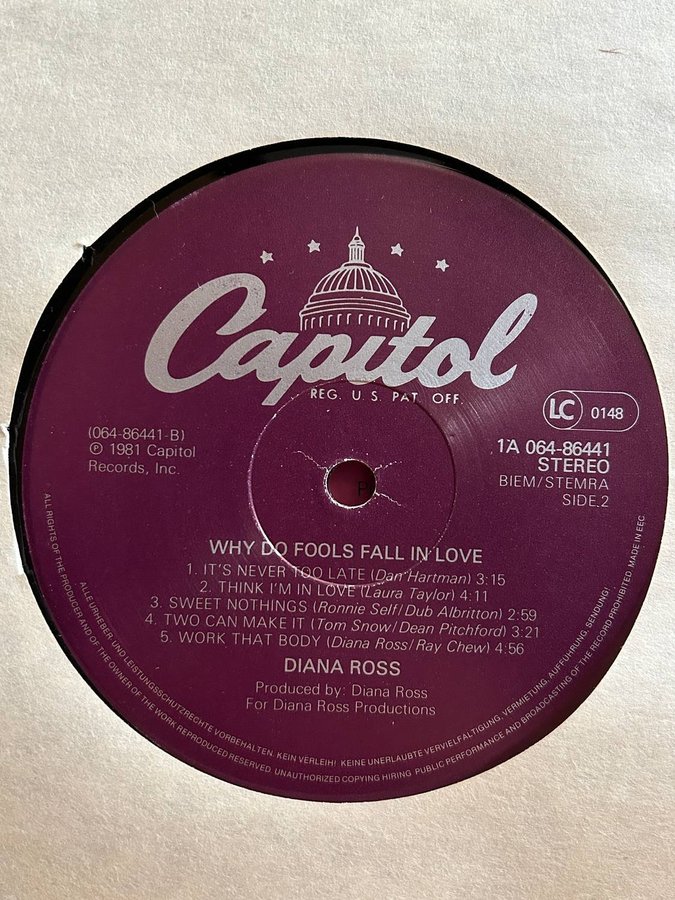 Capitol
REG. U.S. PAT. OFF.
LC 0148
(064-86441-B)
℗ 1981 Capitol
Records, Inc.
1A 064-86441
STEREO
BIEM/STEMRA
SIDE.2
WHY DO FOOLS FALL IN LOVE
1. IT'S NEVER TOO LATE (Dan Hartman) 3:15
2. THINK I'M IN LOVE (Laura Taylor) 4:11
3. SWEET NOTHINGS (Ronnie Self/Dub Albritton) 2:59
4. TWO CAN MAKE IT (Tom Snow/Dean Pitchford) 3:21
5. WORK THAT BODY (Diana Ross/Ray Chew) 4:56
DIANA ROSS
Produced by: Diana Ross
For Diana Ross Productions
ALLE URHEBER UND LEISTUNGSSCHUTZRECHTE VORBEHALTEN. KEIN VERLEIH! KEINE UNERLAUBTE VERVIELFALTIGUNG, VERMIETUNG, AUFFUHRUNG, SENDUNG!
ALL RIGHTS OF THE PRODUCER AND OF THE OWNER OF THE WORK REPRODUCED RESERVED. UNAUTHORIZED COPYING HIRING PUBLIC PERFORMANCE AND BROADCASTING OF THE RECORD PROHIBITED. MADE IN EEC